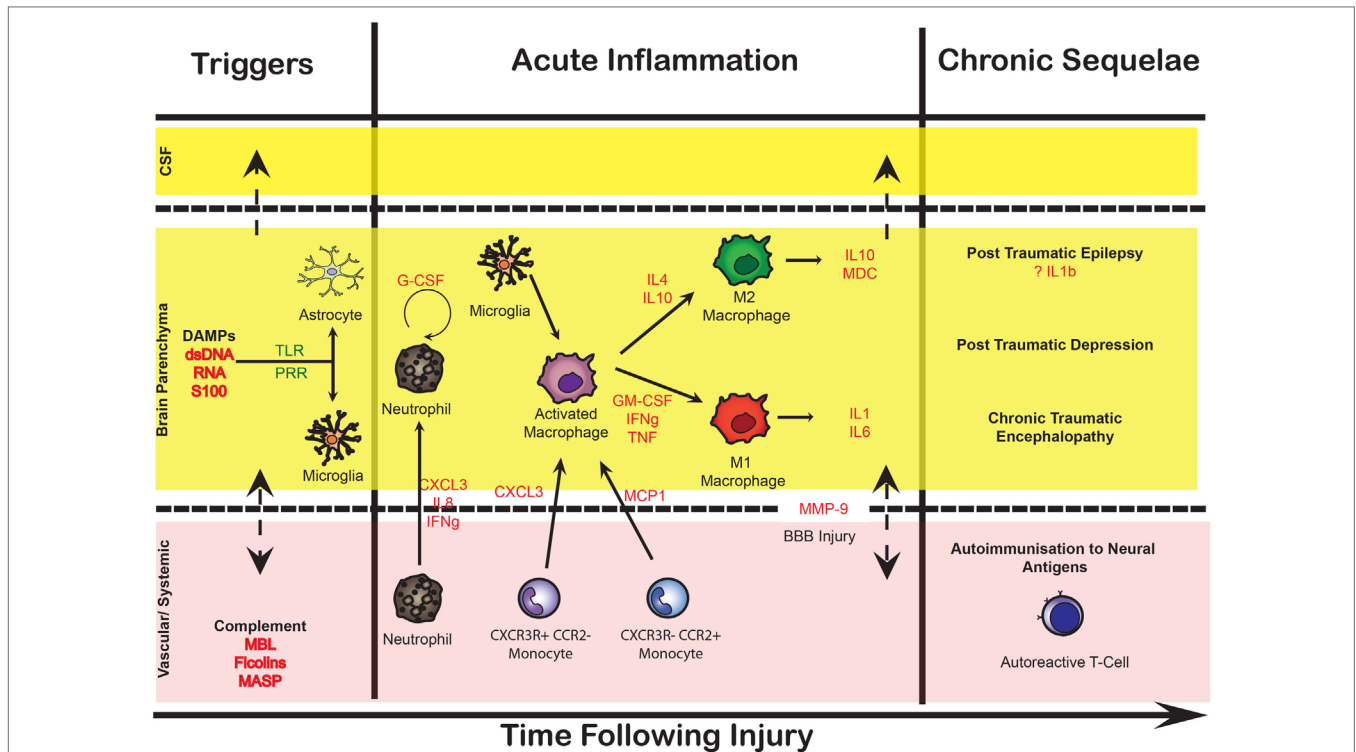 Triggers
Acute Inflammation
Chronic Sequelae
CSF
Brain Parenchyma
Vascular/ Systemic
Astrocyte
DAMPs
dsDNA
RNA
S100
TLR
PRR
Microglia
Complement
MBL
Ficolins
MASP
G-CSF
Neutrophil
CXCL3
IL8
IFNg
Neutrophil
Microglia
Activated
Macrophage
CXCL3
MCP1
CXCR3R+ CCR2-
Monocyte
CXCR3R- CCR2+
Monocyte
IL4
IL10
M2
Macrophage
IL10
MDC
GM-CSF
IFNg
TNF
M1
Macrophage
IL1
IL6
MMP-9
BBB Injury
Post Traumatic Epilepsy
? IL1b
Post Traumatic Depression
Chronic Traumatic
Encephalopathy
Autoimmunisation to Neural
Antigens
Autoreactive T-Cell
Time Following Injury